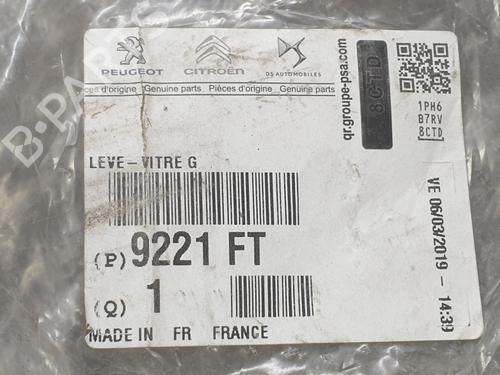 PEUGEOT CITROËN DS AUTOMOBILES
Pièces d'origine Genuine parts Pièces d'origine Genuine parts
LEVE-VITRE G
(P) 9221 FT
(Q) 1
MADE IN FR FRANCE
qr.groupe-psa.com
8CTD
1PH6
B7RV
8CTD
VE 06/03/2019 - 14:39
B-PARTS